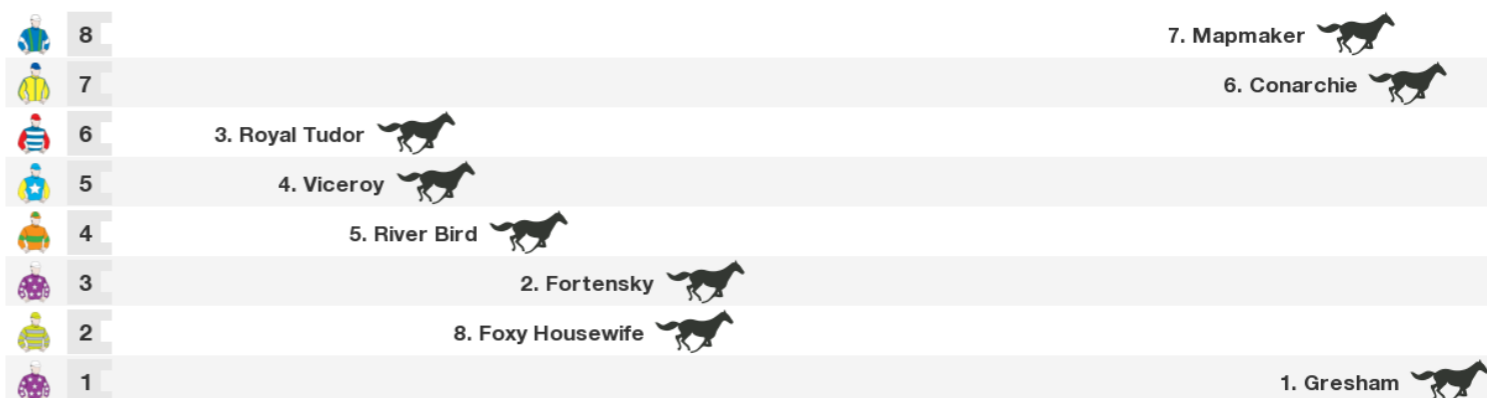 8 7. Mapmaker
7 6. Conarchie
6 3. Royal Tudor
5 4. Viceroy
4 5. River Bird
3 2. Fortensky
2 8. Foxy Housewife
1 1. Gresham